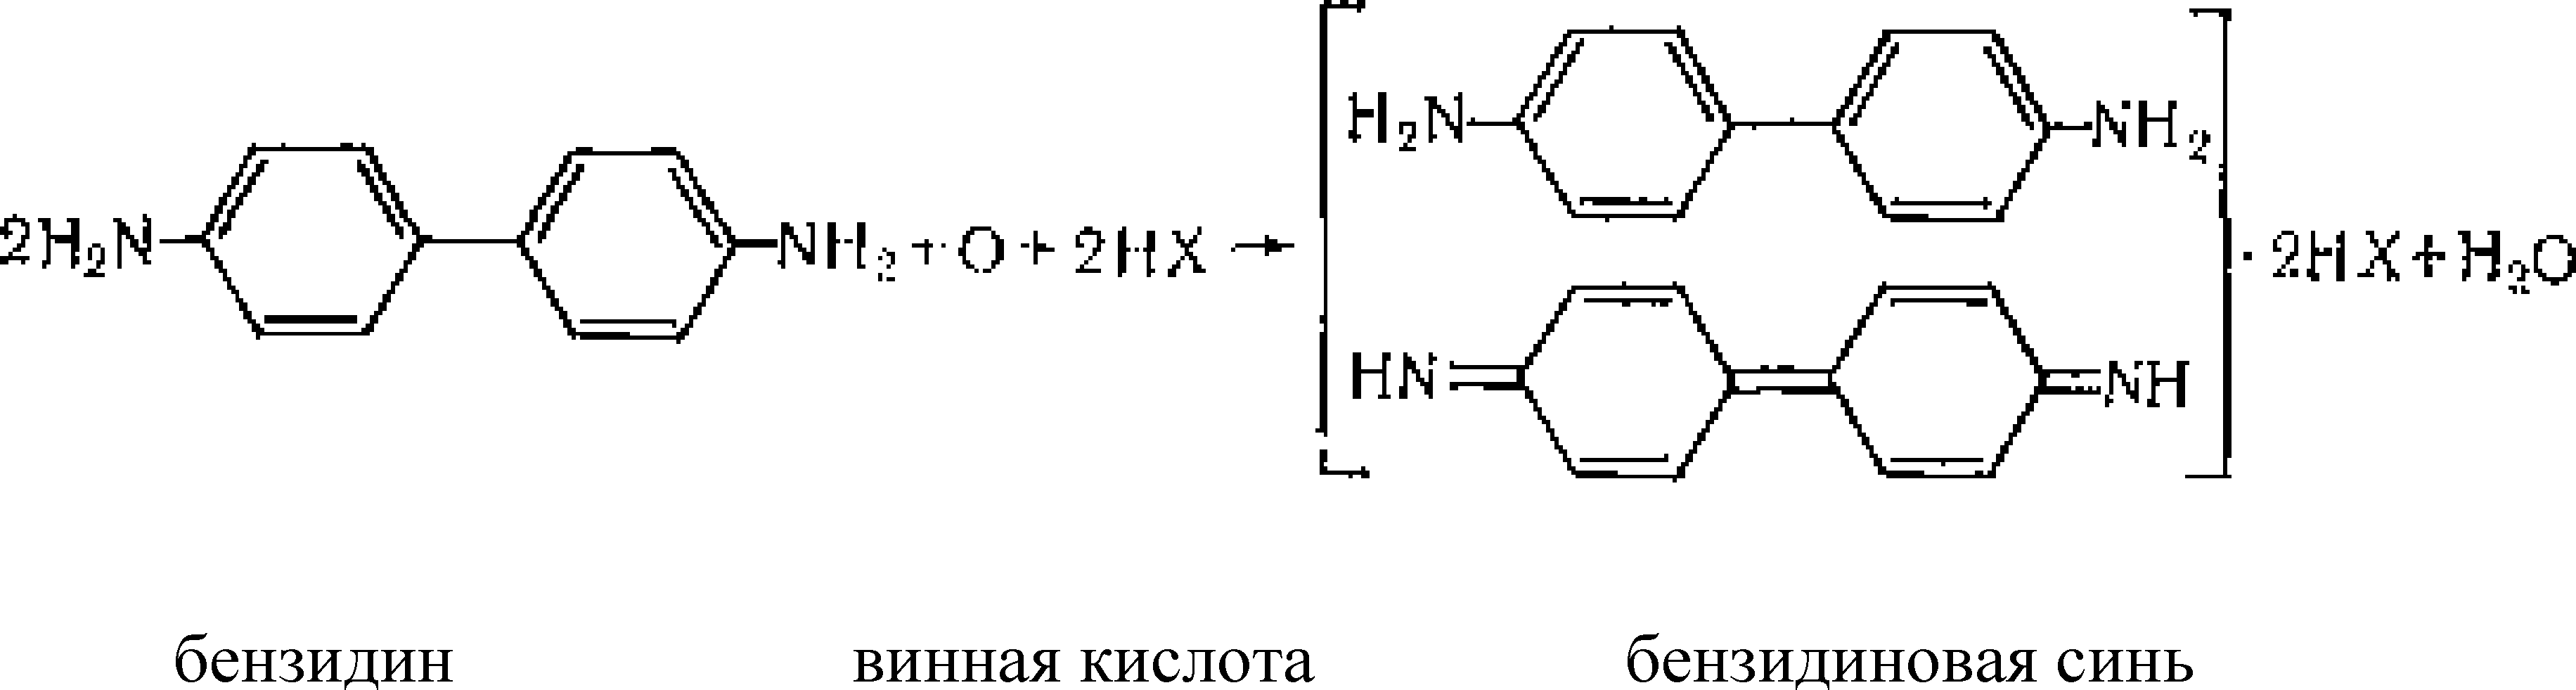 H₂N NH₂
2H₂N NH₂ + O + 2HX → · 2HX + H₂O
HN NH
бензидин винная кислота бензидиновая синь